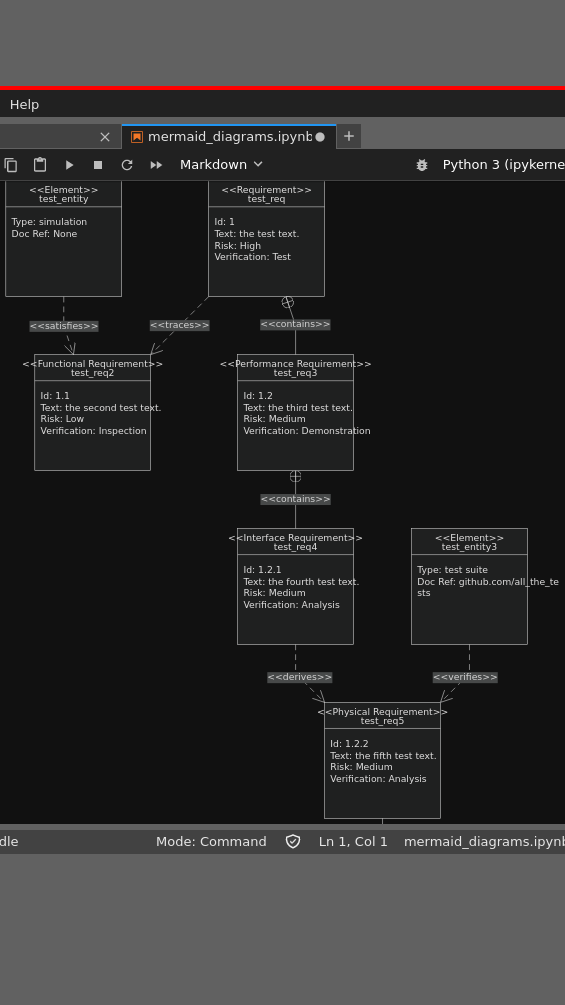 Help
mermaid_diagrams.ipynb
Markdown
Python 3 (ipykerne
<<Element>>
test_entity
Type: simulation
Doc Ref: None
<<Requirement>>
test_req
Id: 1
Text: the test text.
Risk: High
Verification: Test
<<satisfies>>
<<traces>>
<<contains>>
<<Functional Requirement>>
test_req2
Id: 1.1
Text: the second test text.
Risk: Low
Verification: Inspection
<<Performance Requirement>>
test_req3
Id: 1.2
Text: the third test text.
Risk: Medium
Verification: Demonstration
<<contains>>
<<Interface Requirement>>
test_req4
Id: 1.2.1
Text: the fourth test text.
Risk: Medium
Verification: Analysis
<<Element>>
test_entity3
Type: test suite
Doc Ref: github.com/all_the_te
sts
<<derives>>
<<verifies>>
<<Physical Requirement>>
test_req5
Id: 1.2.2
Text: the fifth test text.
Risk: Medium
Verification: Analysis
dle
Mode: Command
Ln 1, Col 1
mermaid_diagrams.ipynb